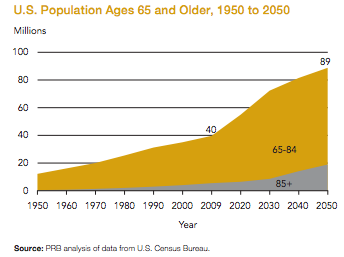 U.S. Population Ages 65 and Older, 1950 to 2050
Millions
100
89
80
60
40
40
65-84
20
85+
0
1950 1960 1970 1980 1990 2000 2009 2020 2030 2040 2050
Year
Source: PRB analysis of data from U.S. Census Bureau.